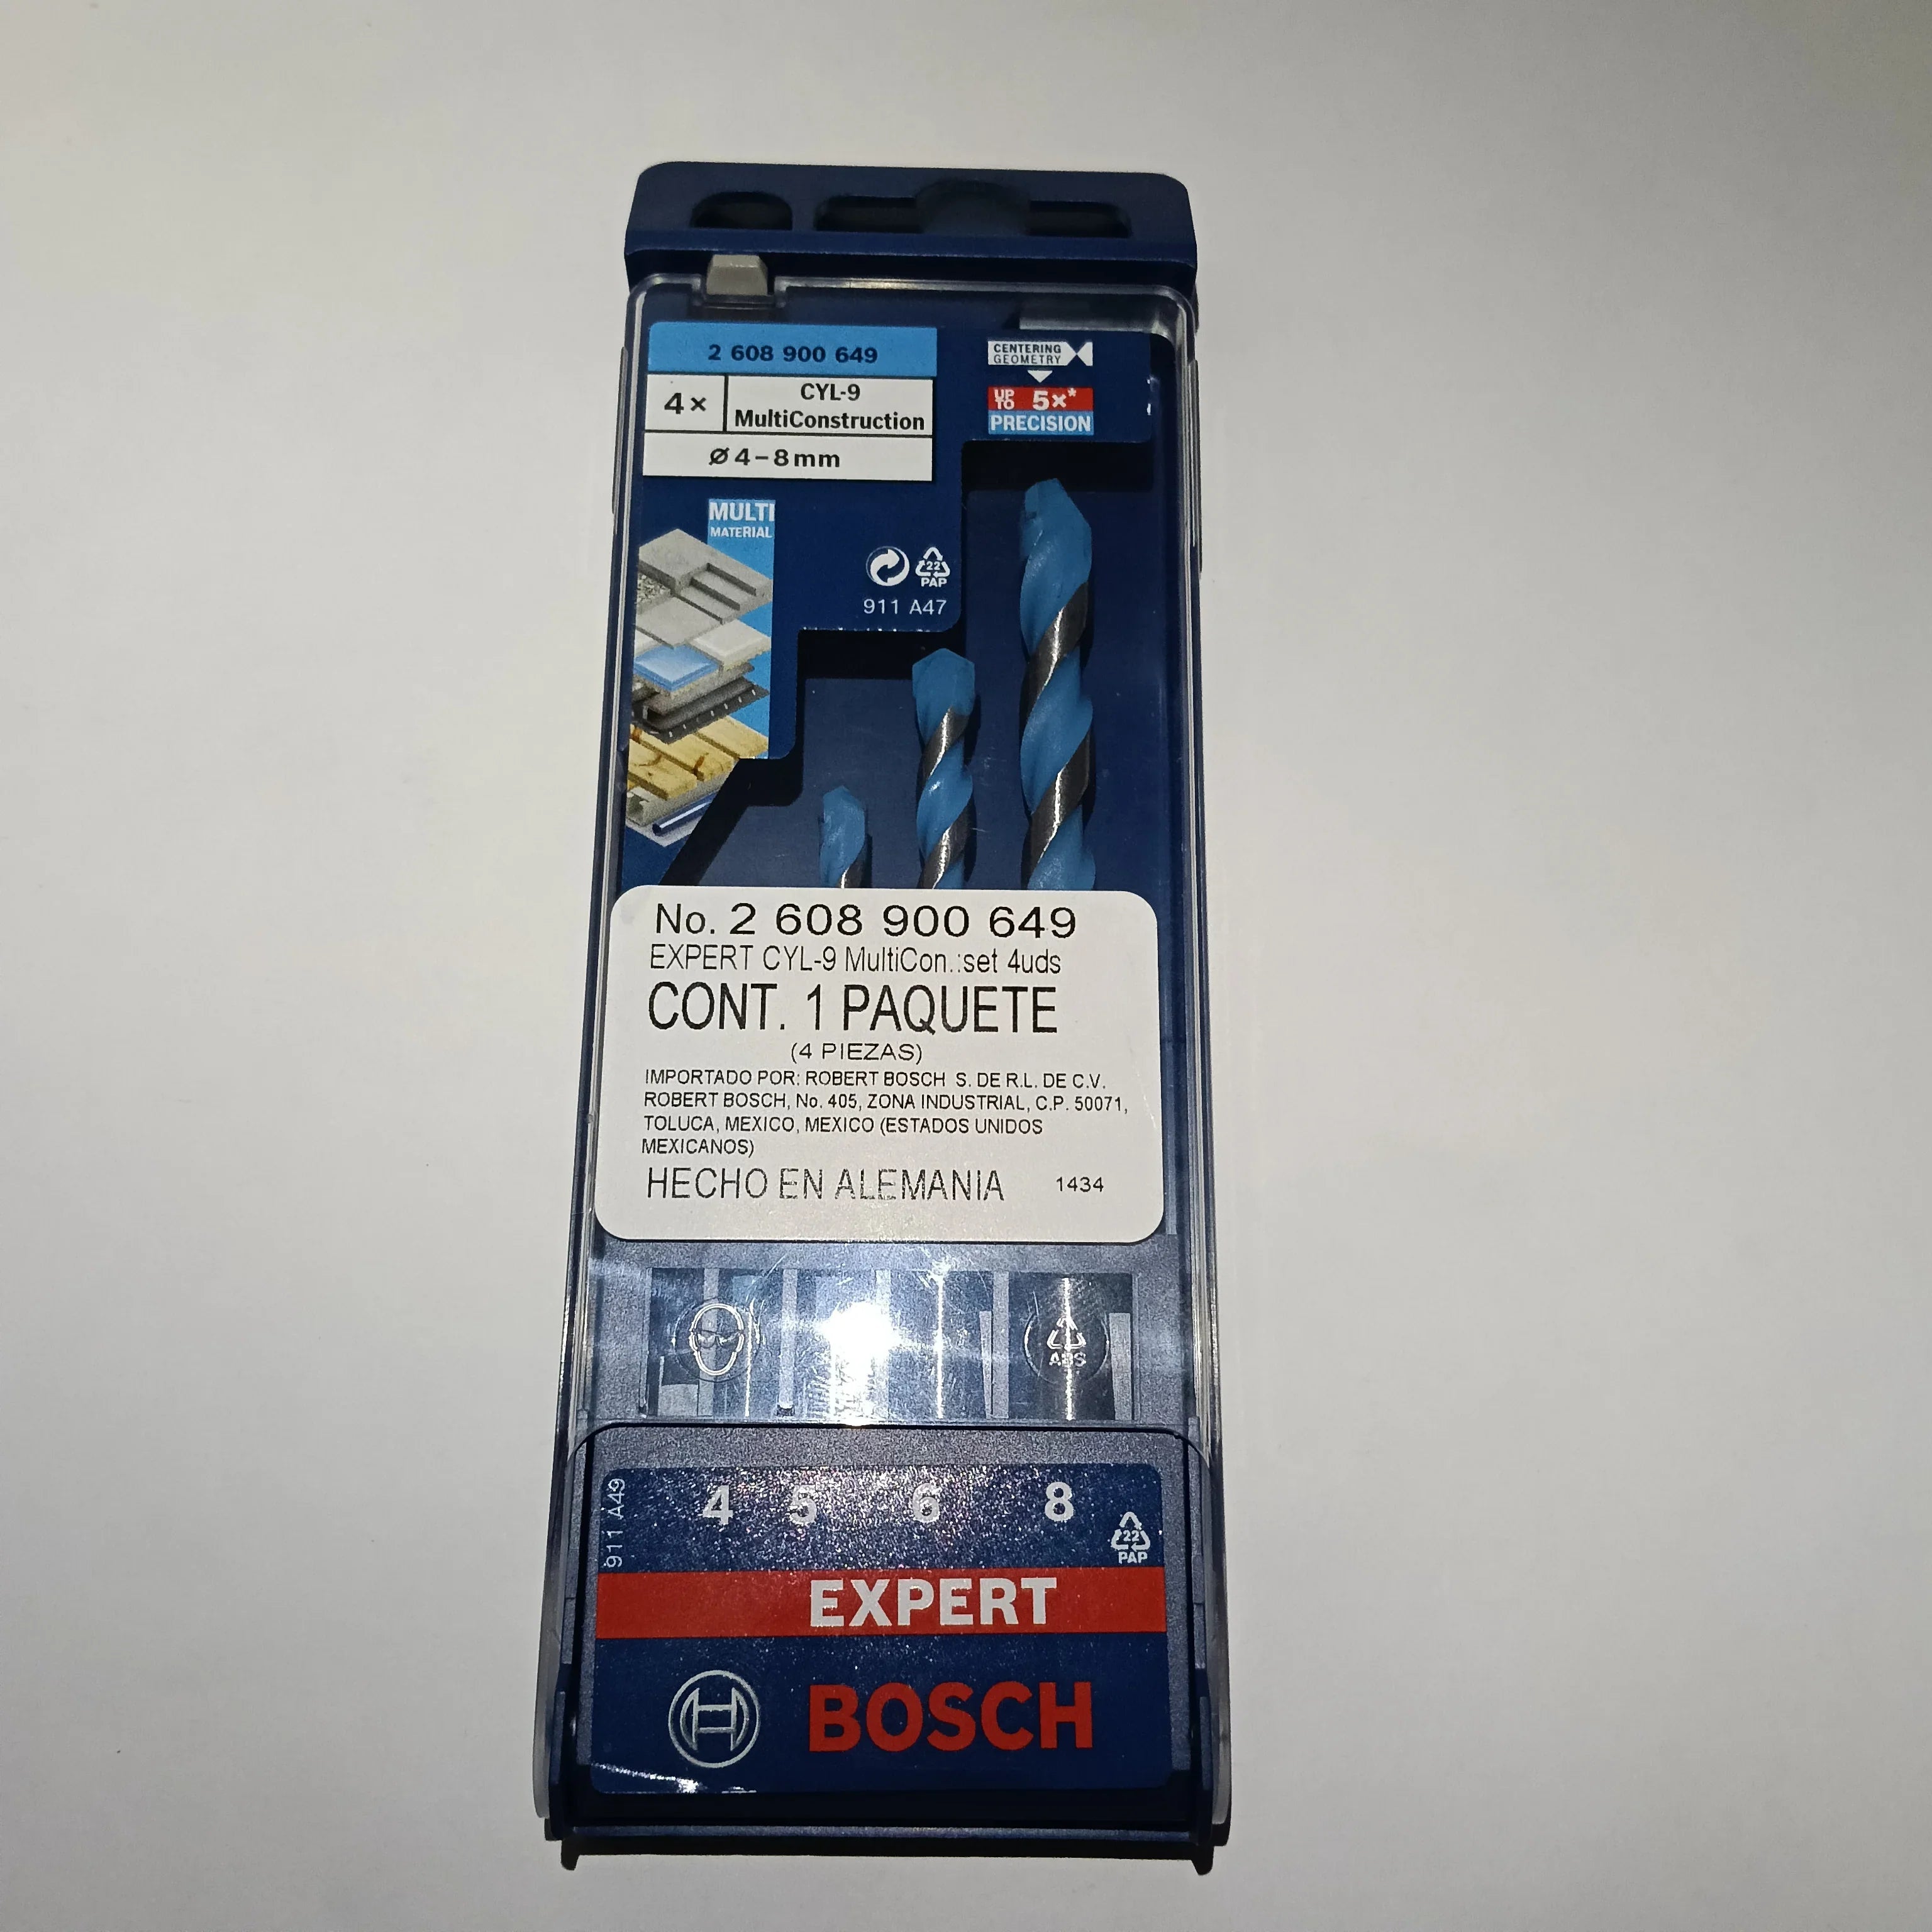 2 608 900 649
4×
CYL-9
MultiConstruction
Ø 4–8mm
CENTERING
GEOMETRY
UP TO 5×*
PRECISION
MULTI
MATERIAL
22
PAP
911 A47
No. 2 608 900 649
EXPERT CYL-9 MultiCon.:set 4uds
CONT. 1 PAQUETE
(4 PIEZAS)
IMPORTADO POR: ROBERT BOSCH S. DE R.L. DE C.V.
ROBERT BOSCH, No. 405, ZONA INDUSTRIAL, C.P. 50071,
TOLUCA, MEXICO, MEXICO (ESTADOS UNIDOS
MEXICANOS)
HECHO EN ALEMANIA 1434
ABS
911 A49
4 5 6 8
22
PAP
EXPERT
BOSCH